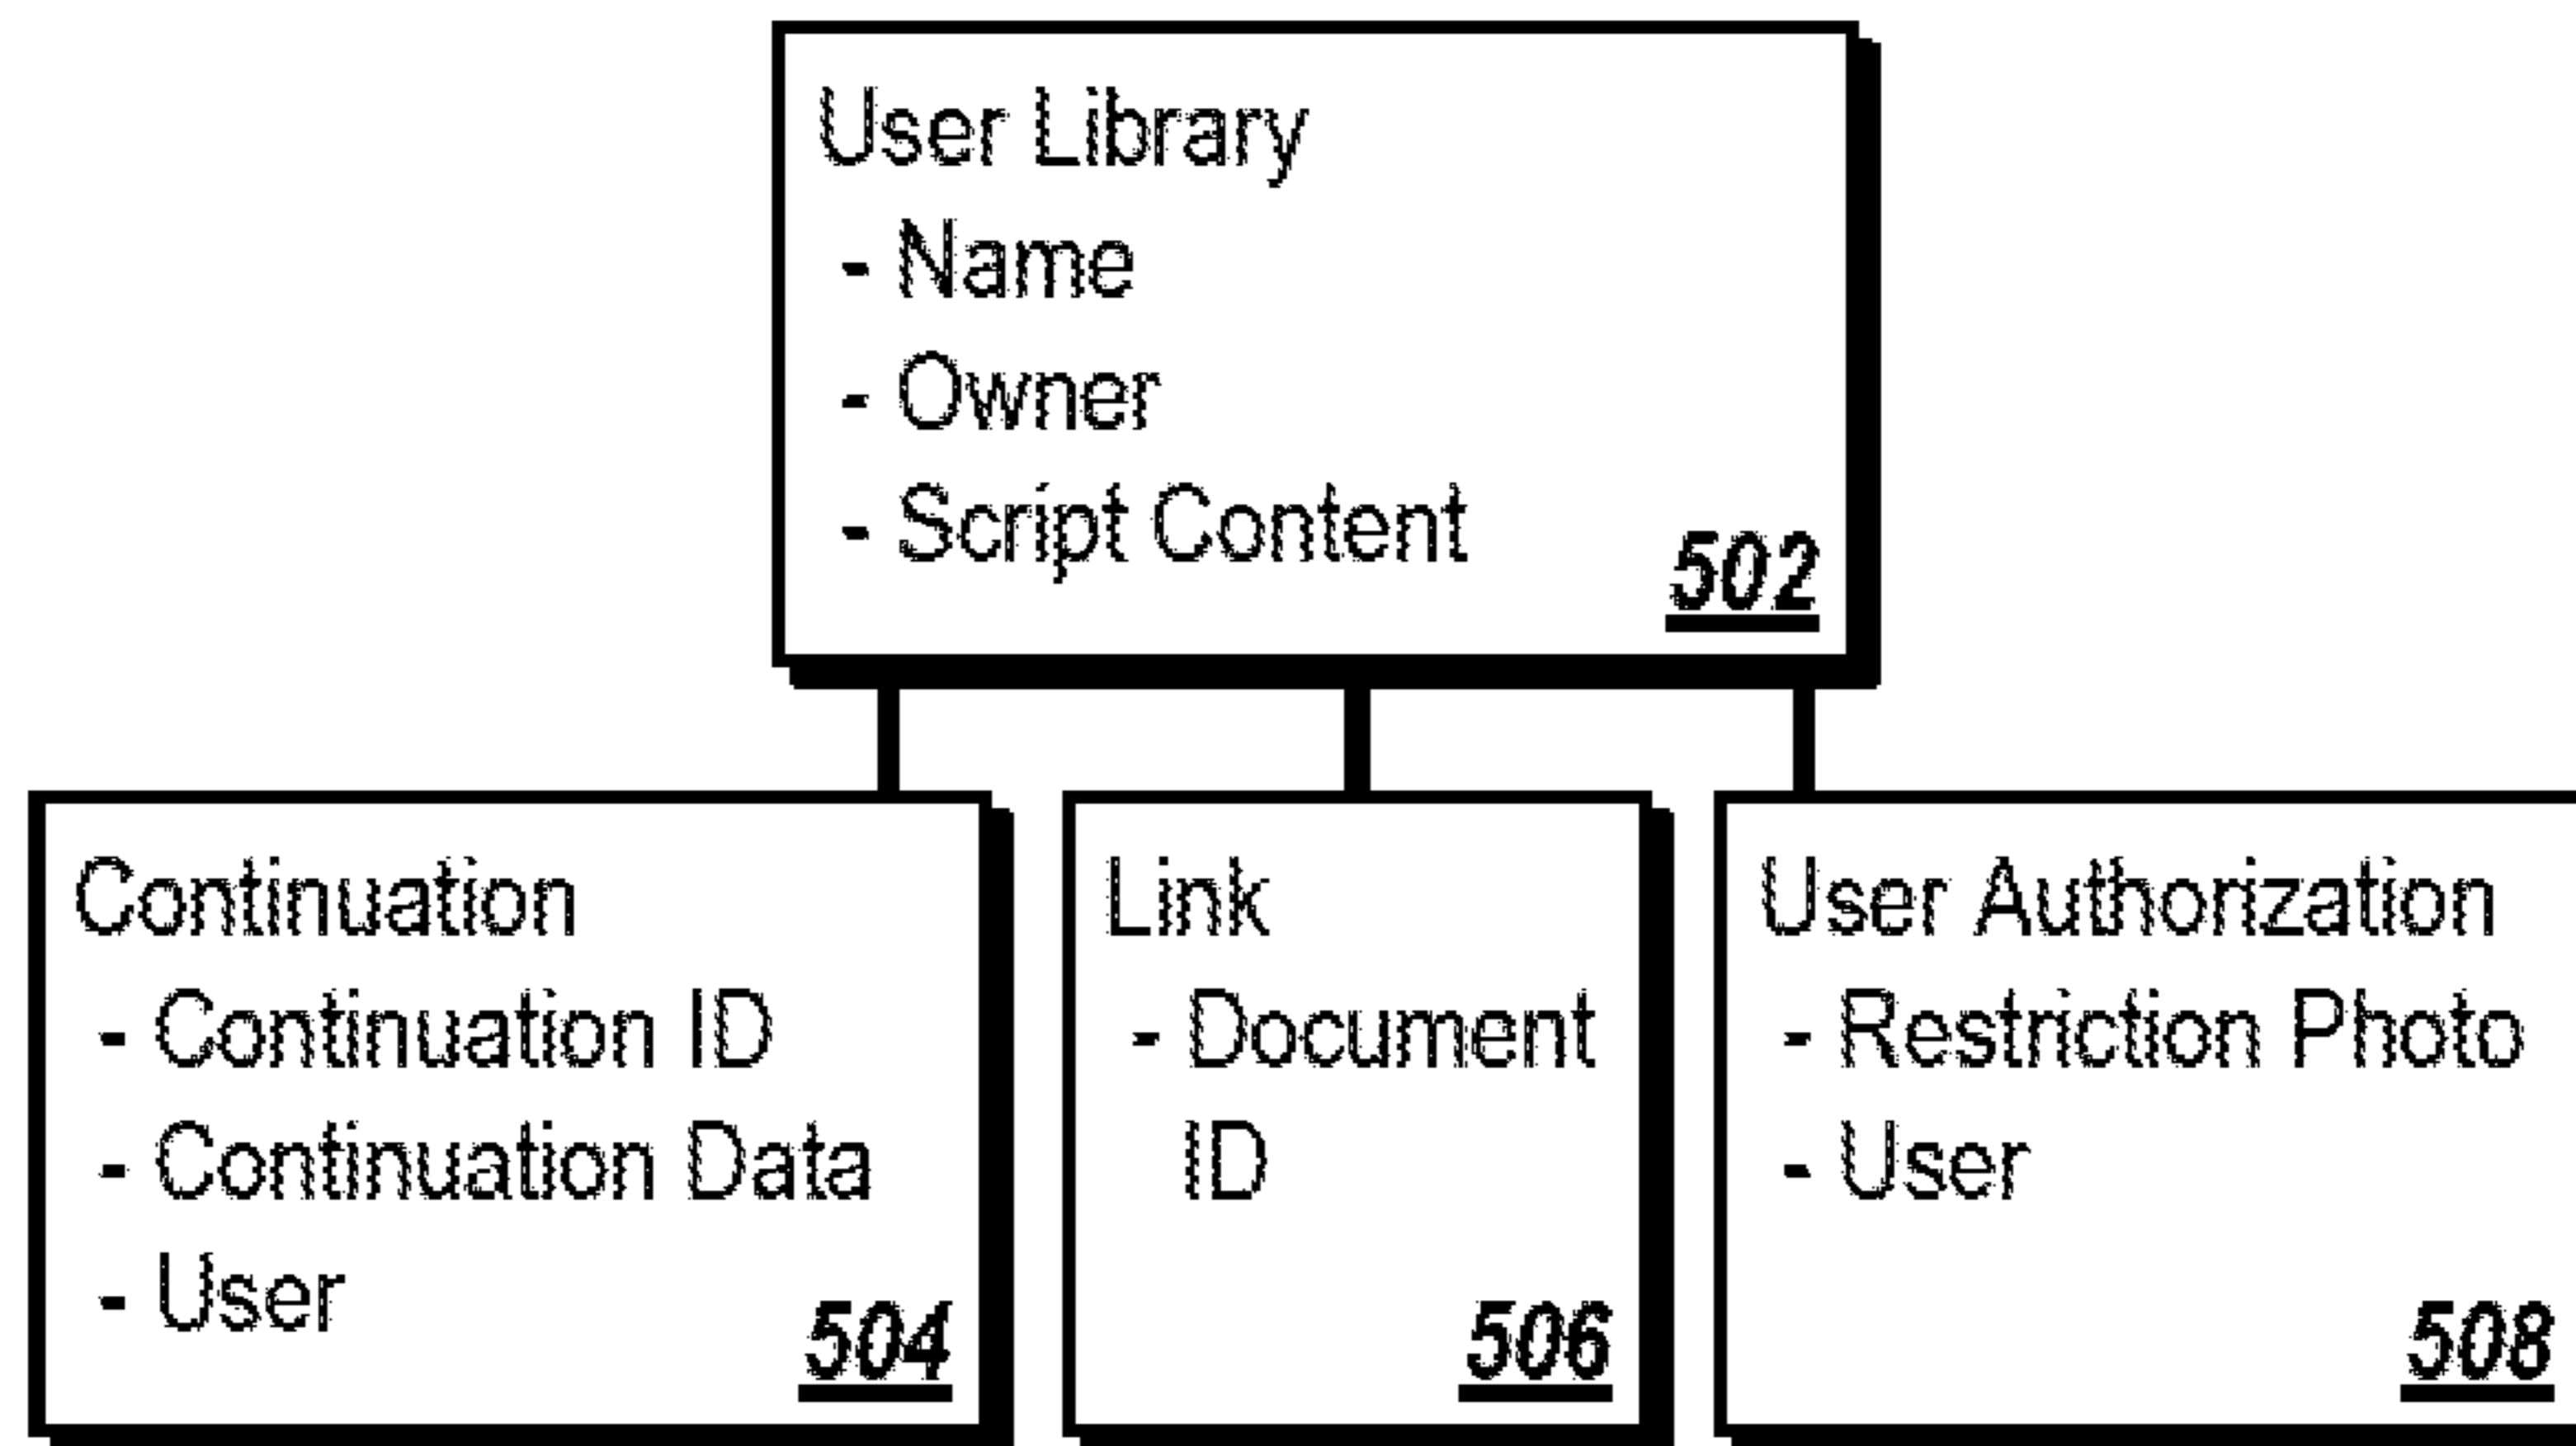 User Library
- Name
- Owner
- Script Content
502
Continuation
- Continuation ID
- Continuation Data
- User
504
Link
- Document
ID
506
User Authorization
- Restriction Photo
- User
508